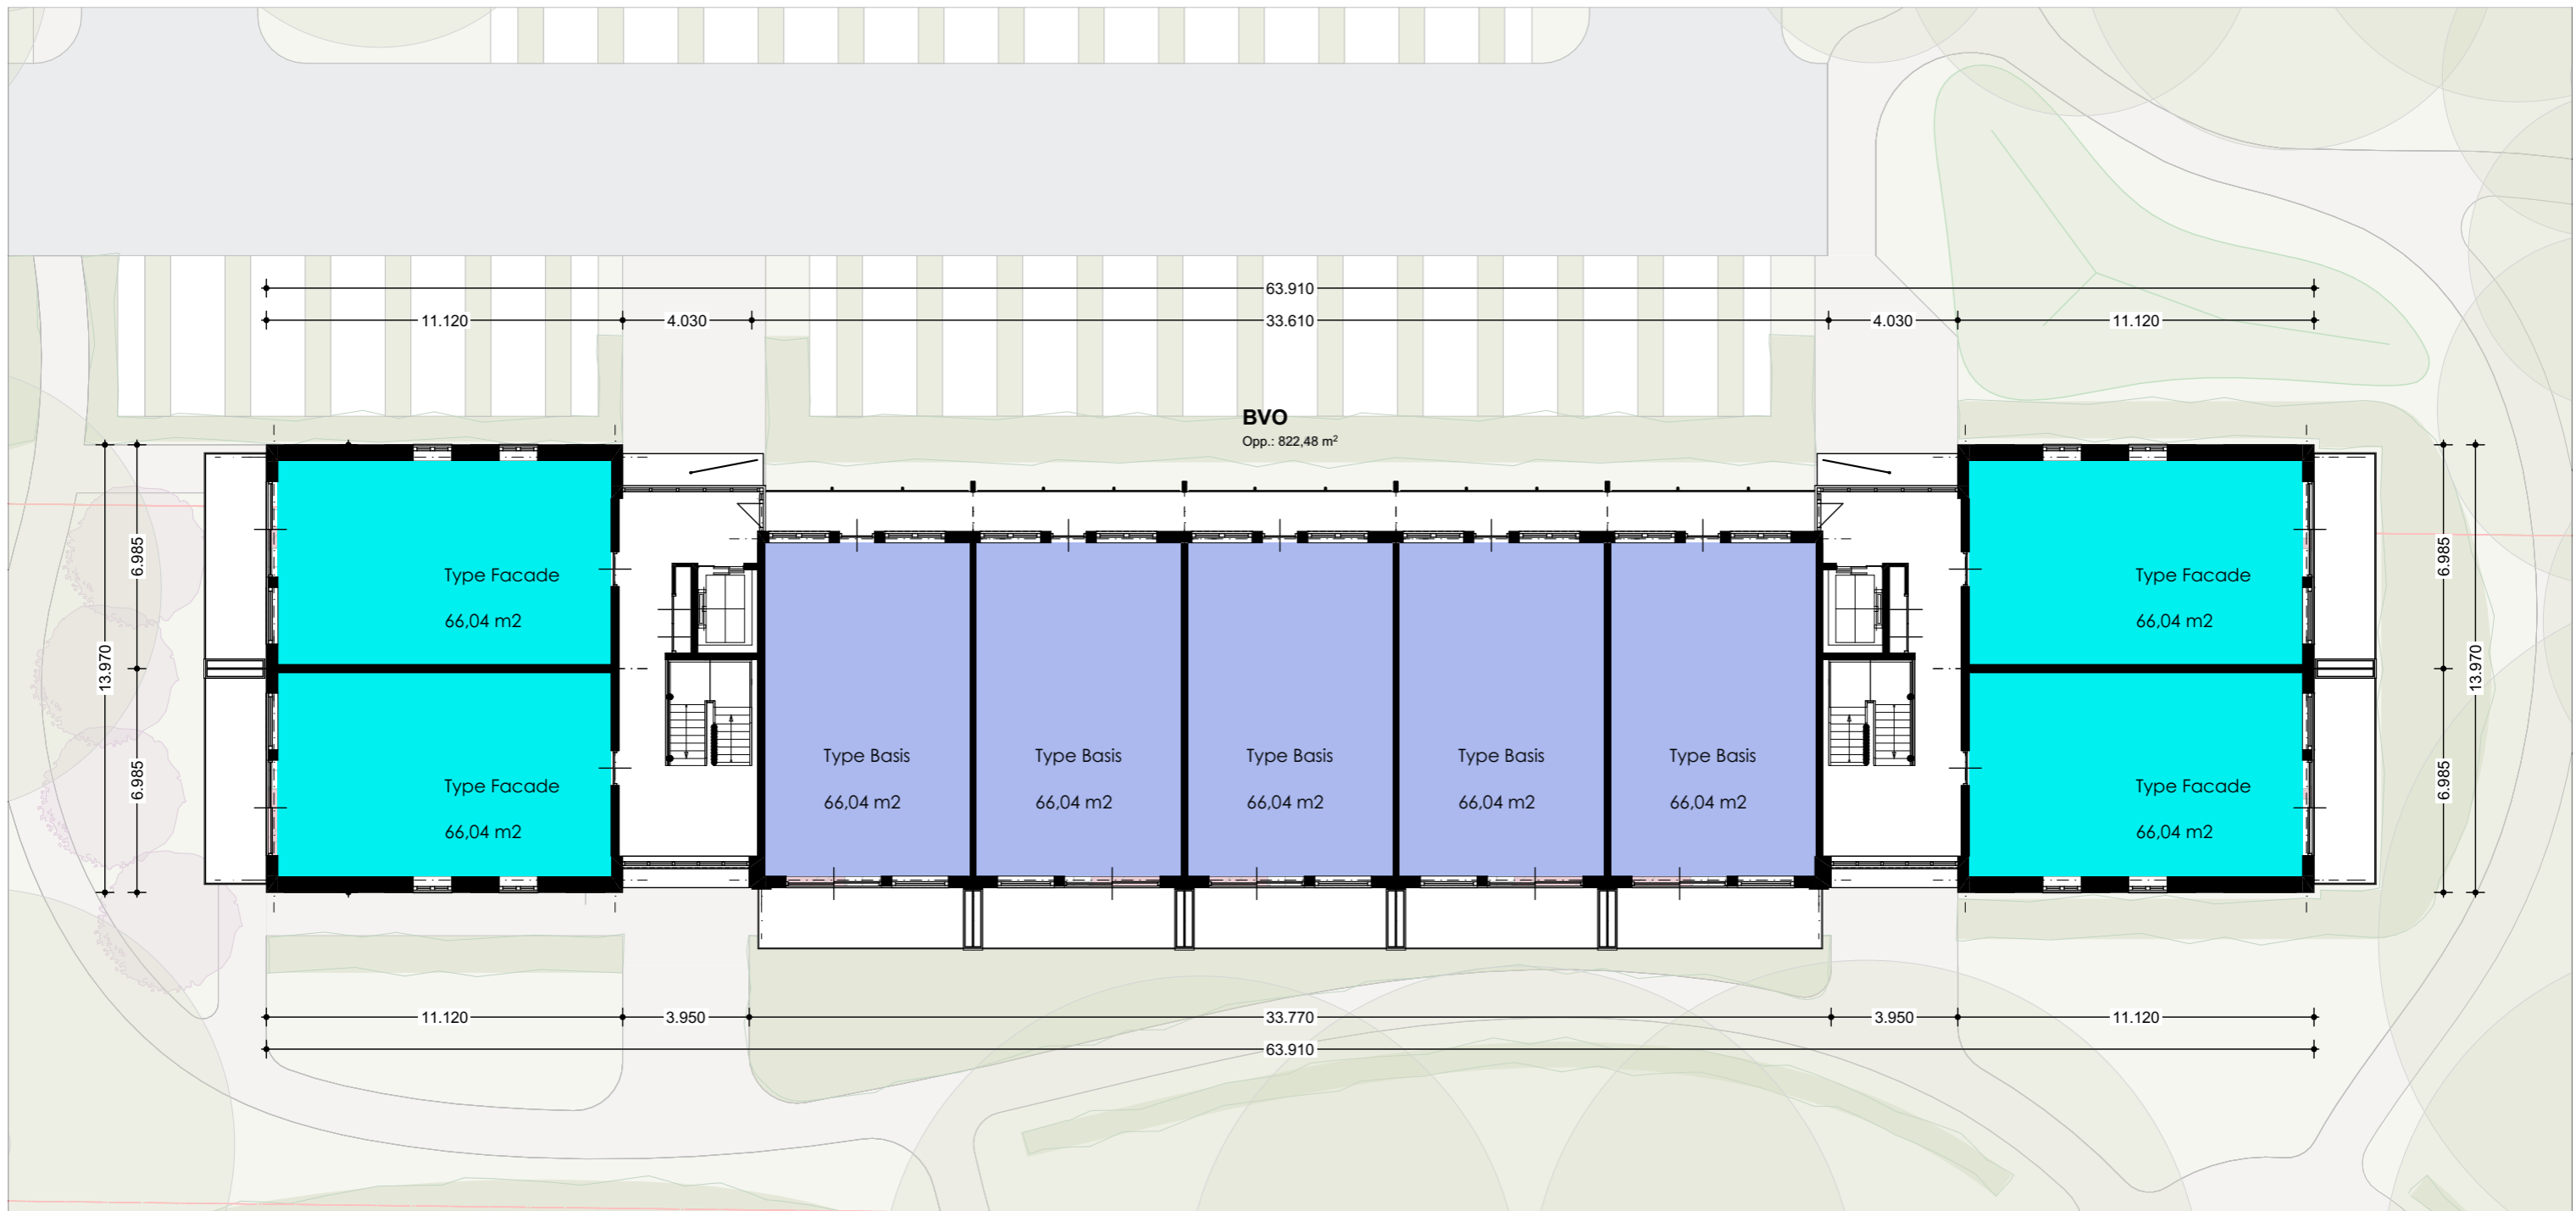 63.910
11.120
4.030
33.610
4.030
11.120
BVO
Opp.: 822,48 m²
13.970
6.985
6.985
Type Facade
66,04 m2
Type Facade
66,04 m2
Type Basis
66,04 m2
Type Basis
66,04 m2
Type Basis
66,04 m2
Type Basis
66,04 m2
Type Basis
66,04 m2
Type Facade
66,04 m2
Type Facade
66,04 m2
6.985
6.985
13.970
11.120
3.950
33.770
3.950
11.120
63.910